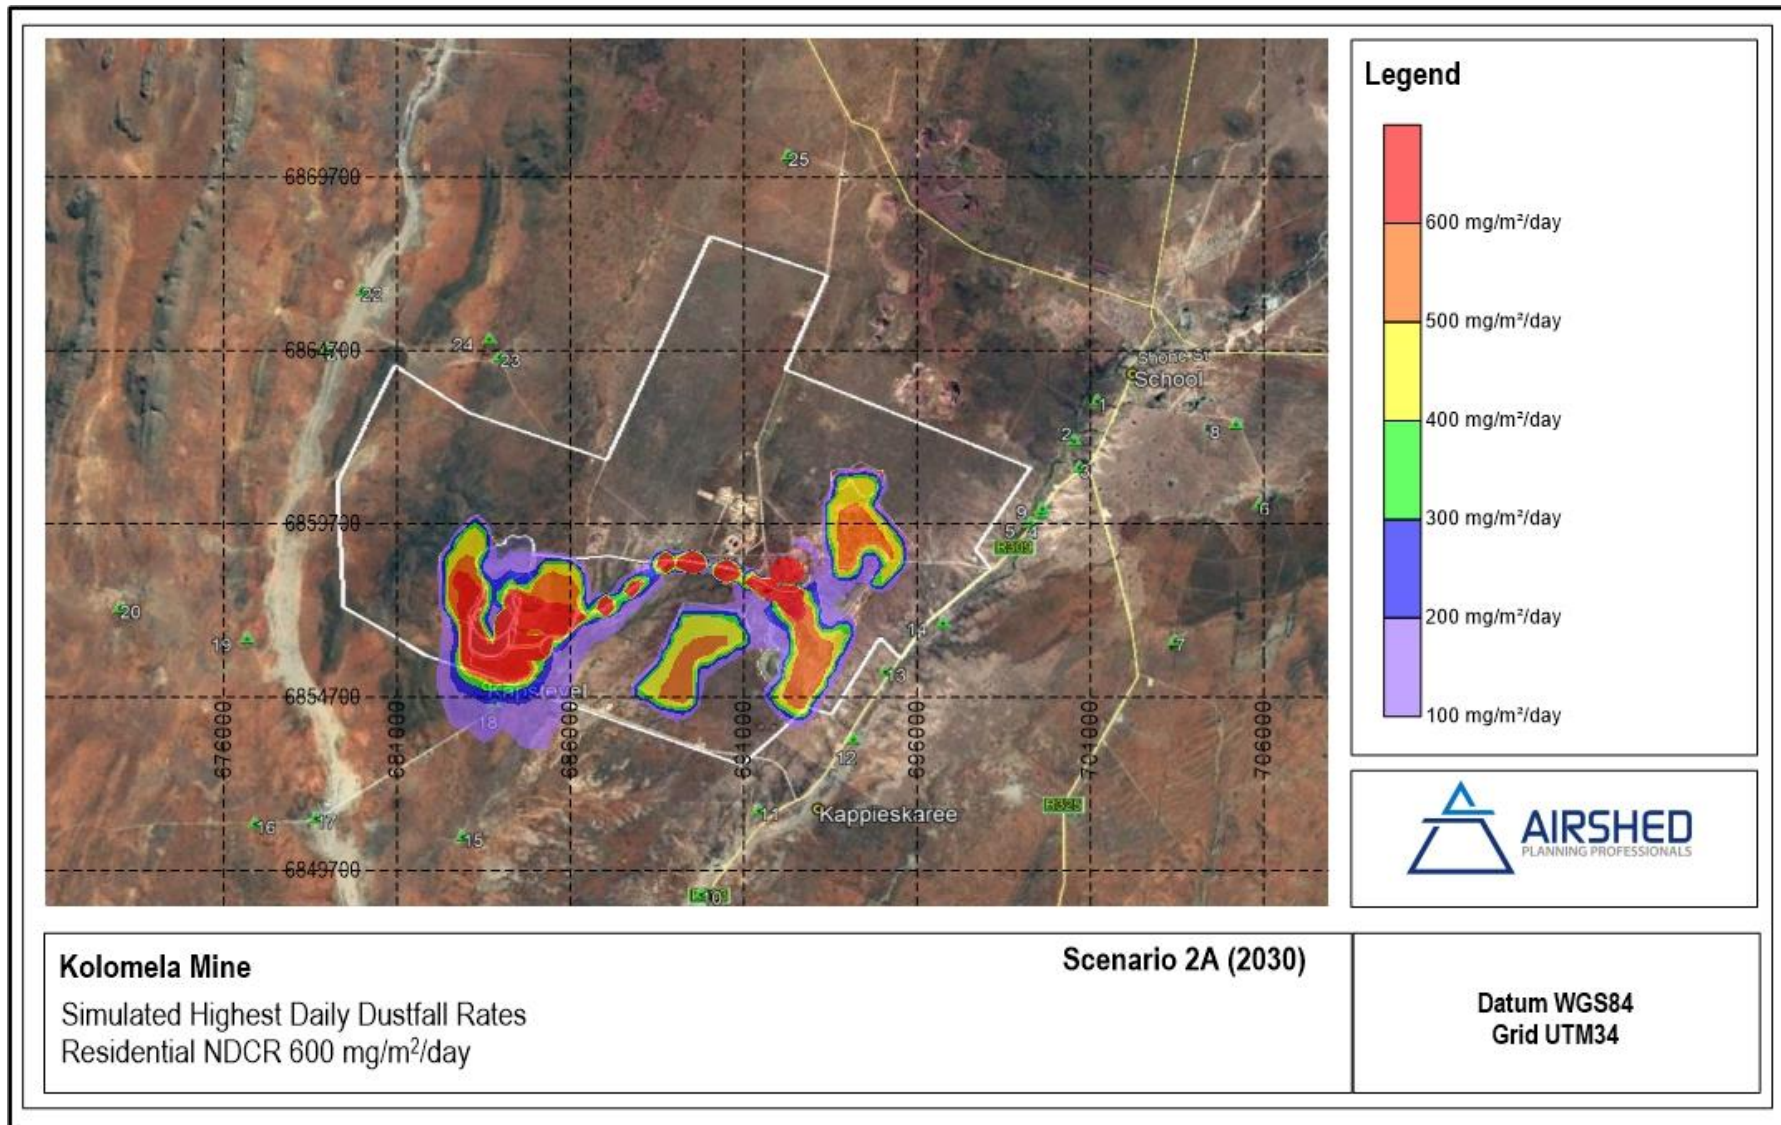 Legend
600 mg/m²/day
500 mg/m²/day
400 mg/m²/day
300 mg/m²/day
200 mg/m²/day
100 mg/m²/day
25
6869700
22
6864700
24
23
Shone St
School
1
2
8
3
6
9
6859700
5 4
R309
20
19
14
7
13
6854700
Kapstevel
18
676000
681000
686000
691000
696000
701000
706000
12
11
Kappieskaree
R325
16
17
15
6849700
10
AIRSHED
PLANNING PROFESSIONALS
Kolomela Mine
Scenario 2A (2030)
Simulated Highest Daily Dustfall Rates
Residential NDCR 600 mg/m²/day
Datum WGS84
Grid UTM34